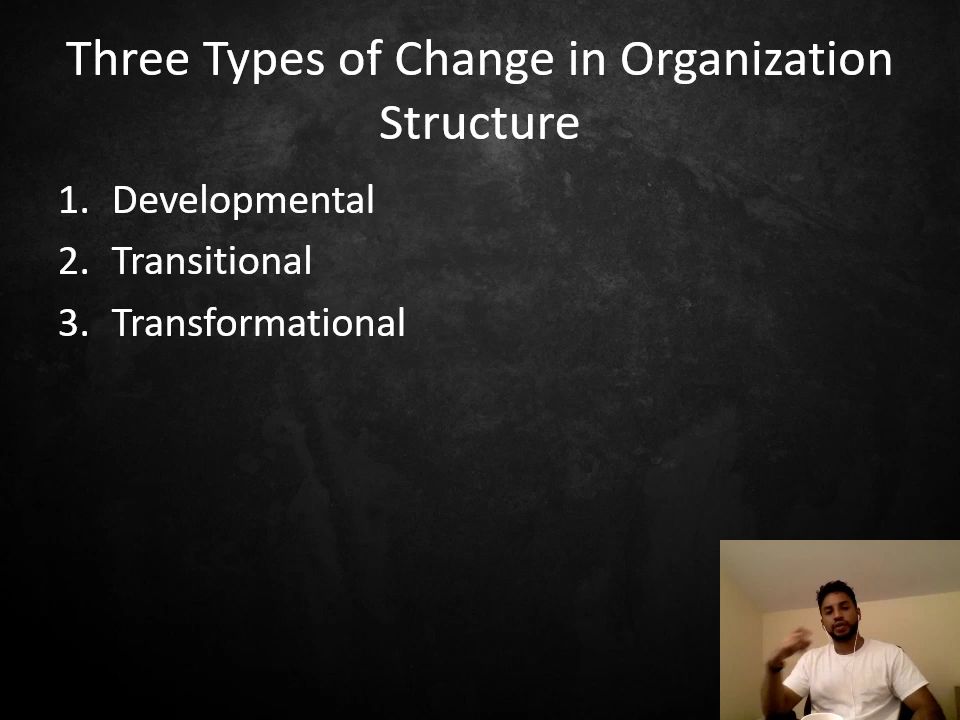 Three Types of Change in Organization
Structure
1. Developmental
2. Transitional
3. Transformational